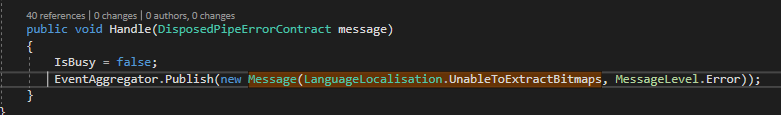 40 references | 0 changes | 0 authors, 0 changes
public void Handle(DisposedPipeErrorContract message)
{
IsBusy = false;
EventAggregator.Publish(new Message(LanguageLocalisation.UnableToExtractBitmaps, MessageLevel.Error));
}
}